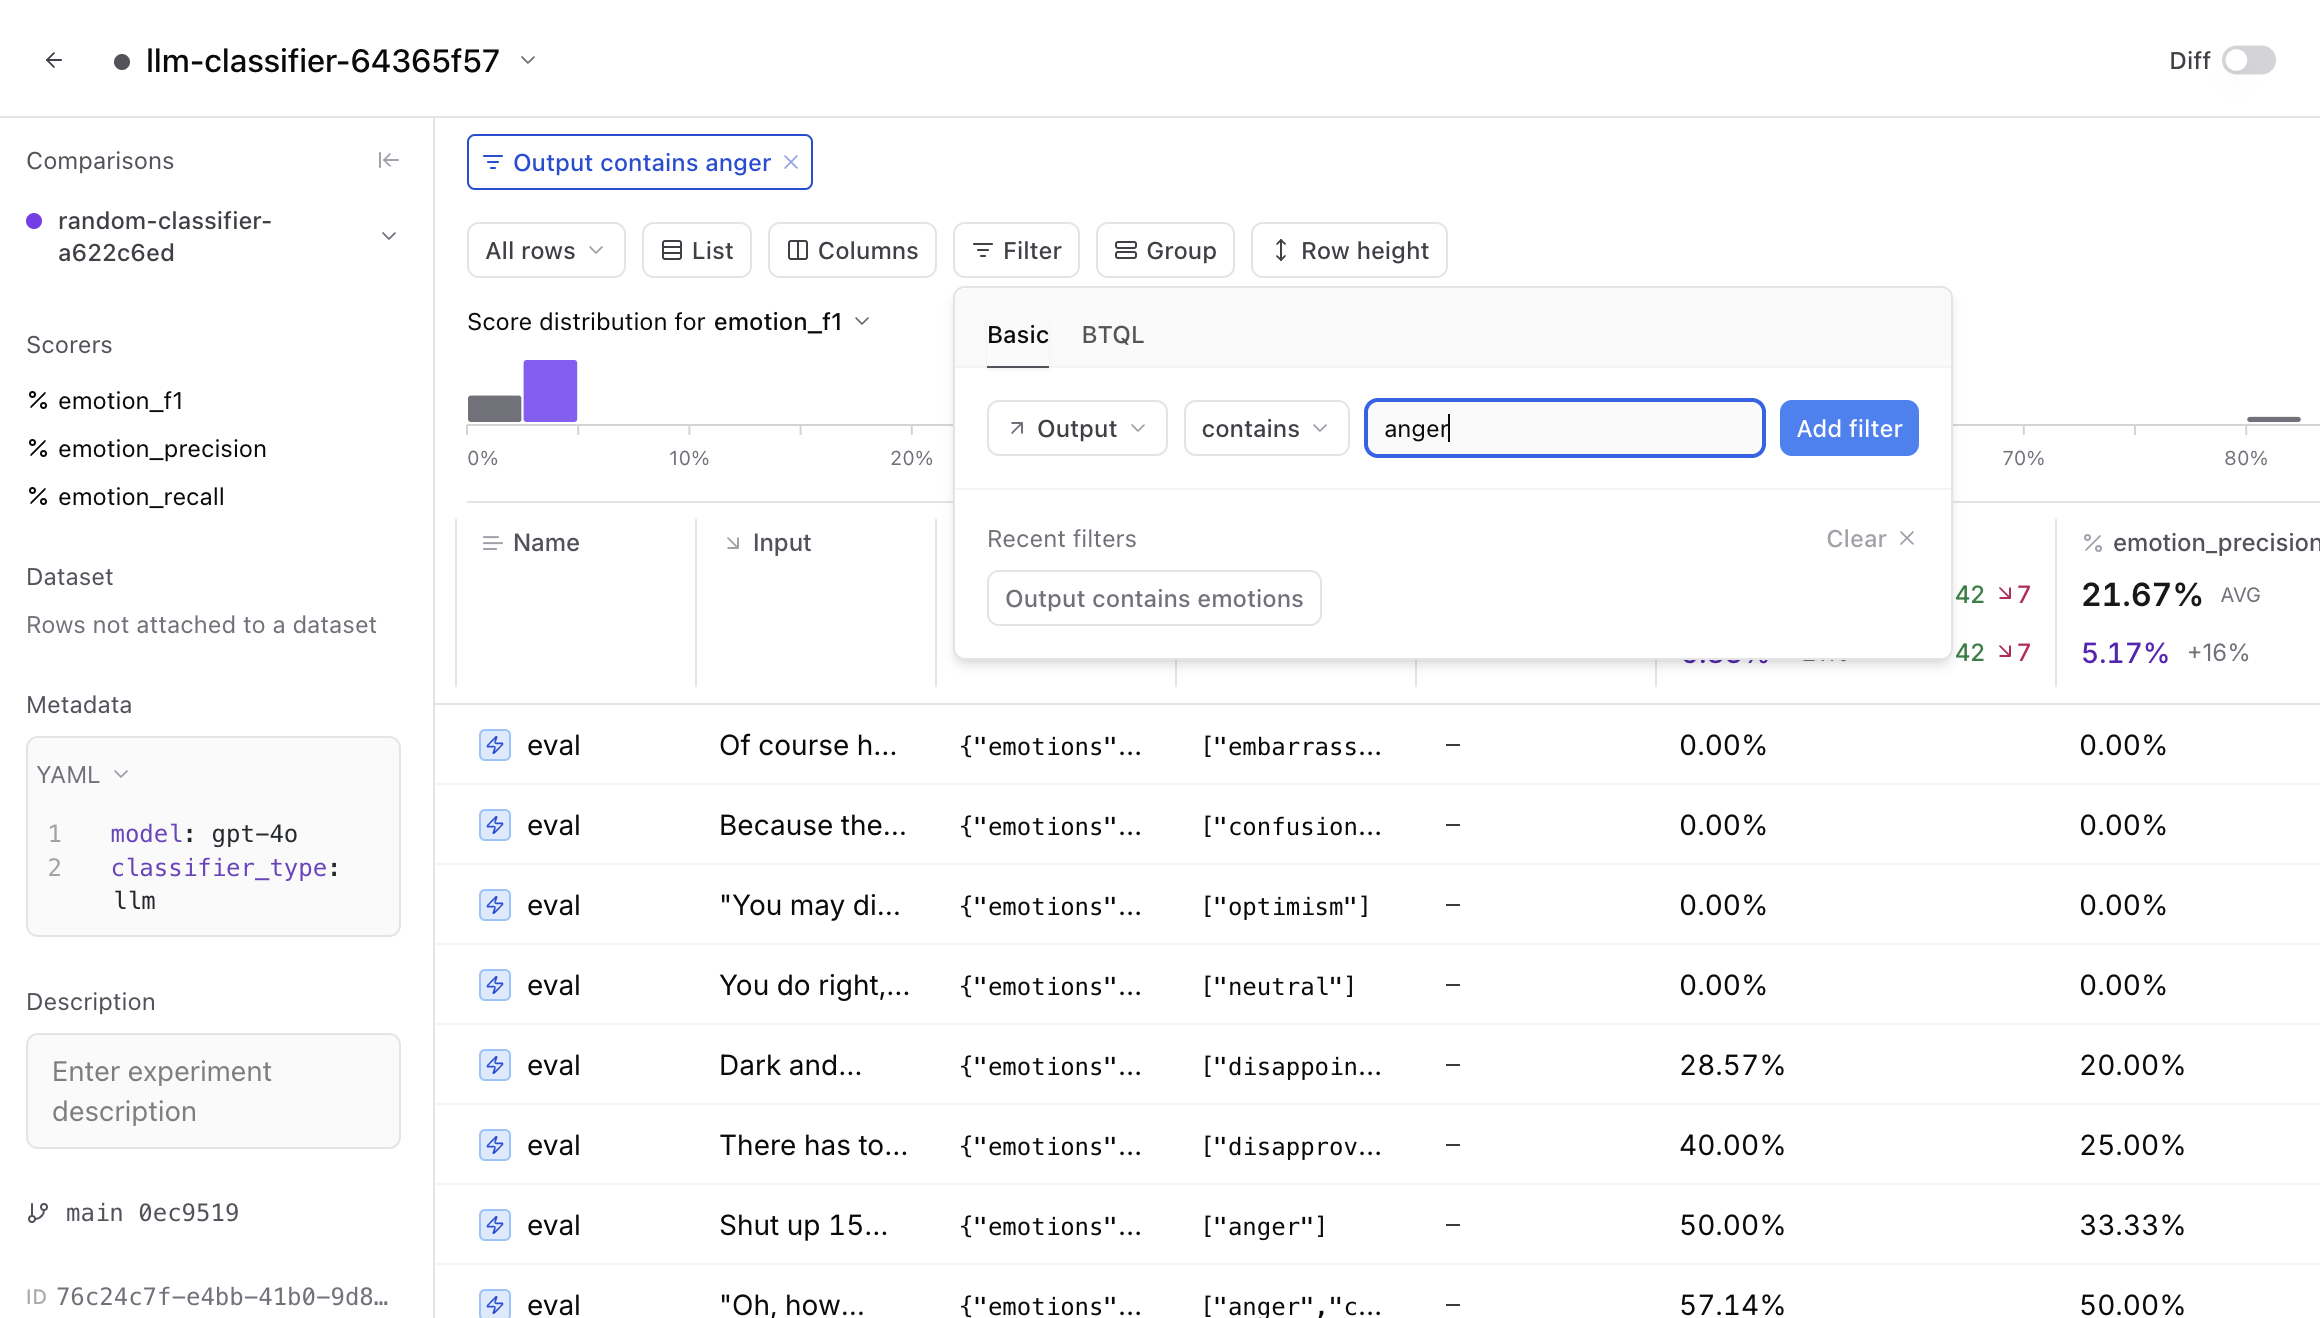 llm-classifier-64365f57
Diff
Comparisons
random-classifier-
a622c6ed
Scorers
% emotion_f1
% emotion_precision
% emotion_recall
Dataset
Rows not attached to a dataset
Metadata
YAML
1 model: gpt-4o
2 classifier_type:
llm
Description
Enter experiment
description
main 0ec9519
ID 76c24c7f-e4bb-41b0-9d8…
Output contains anger
All rows List Columns Filter Group Row height
Score distribution for emotion_f1
0% 10% 20% 70% 80%
Basic BTQL
Output contains anger Add filter
Recent filters Clear
Output contains emotions
Name Input % emotion_precision
42 7 21.67% AVG
42 7 5.17% +16%
eval Of course h… {"emotions"… ["embarrass… – 0.00% 0.00%
eval Because the… {"emotions"… ["confusion… – 0.00% 0.00%
eval "You may di… {"emotions"… ["optimism"] – 0.00% 0.00%
eval You do right,… {"emotions"… ["neutral"] – 0.00% 0.00%
eval Dark and… {"emotions"… ["disappoin… – 28.57% 20.00%
eval There has to… {"emotions"… ["disapprov… – 40.00% 25.00%
eval Shut up 15… {"emotions"… ["anger"] – 50.00% 33.33%
eval "Oh, how… {"emotions"… ["anger","c… – 57.14% 50.00%